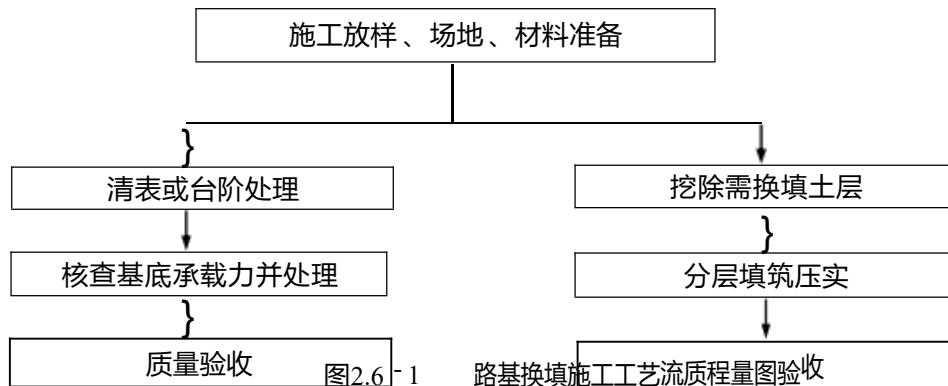 施工放样、场地、材料准备
}
清表或台阶处理
挖除需换填土层
}
核查基底承载力并处理
分层填筑压实
}
质量验收
图2.6-1 路基换填施工工艺流质程量图验收